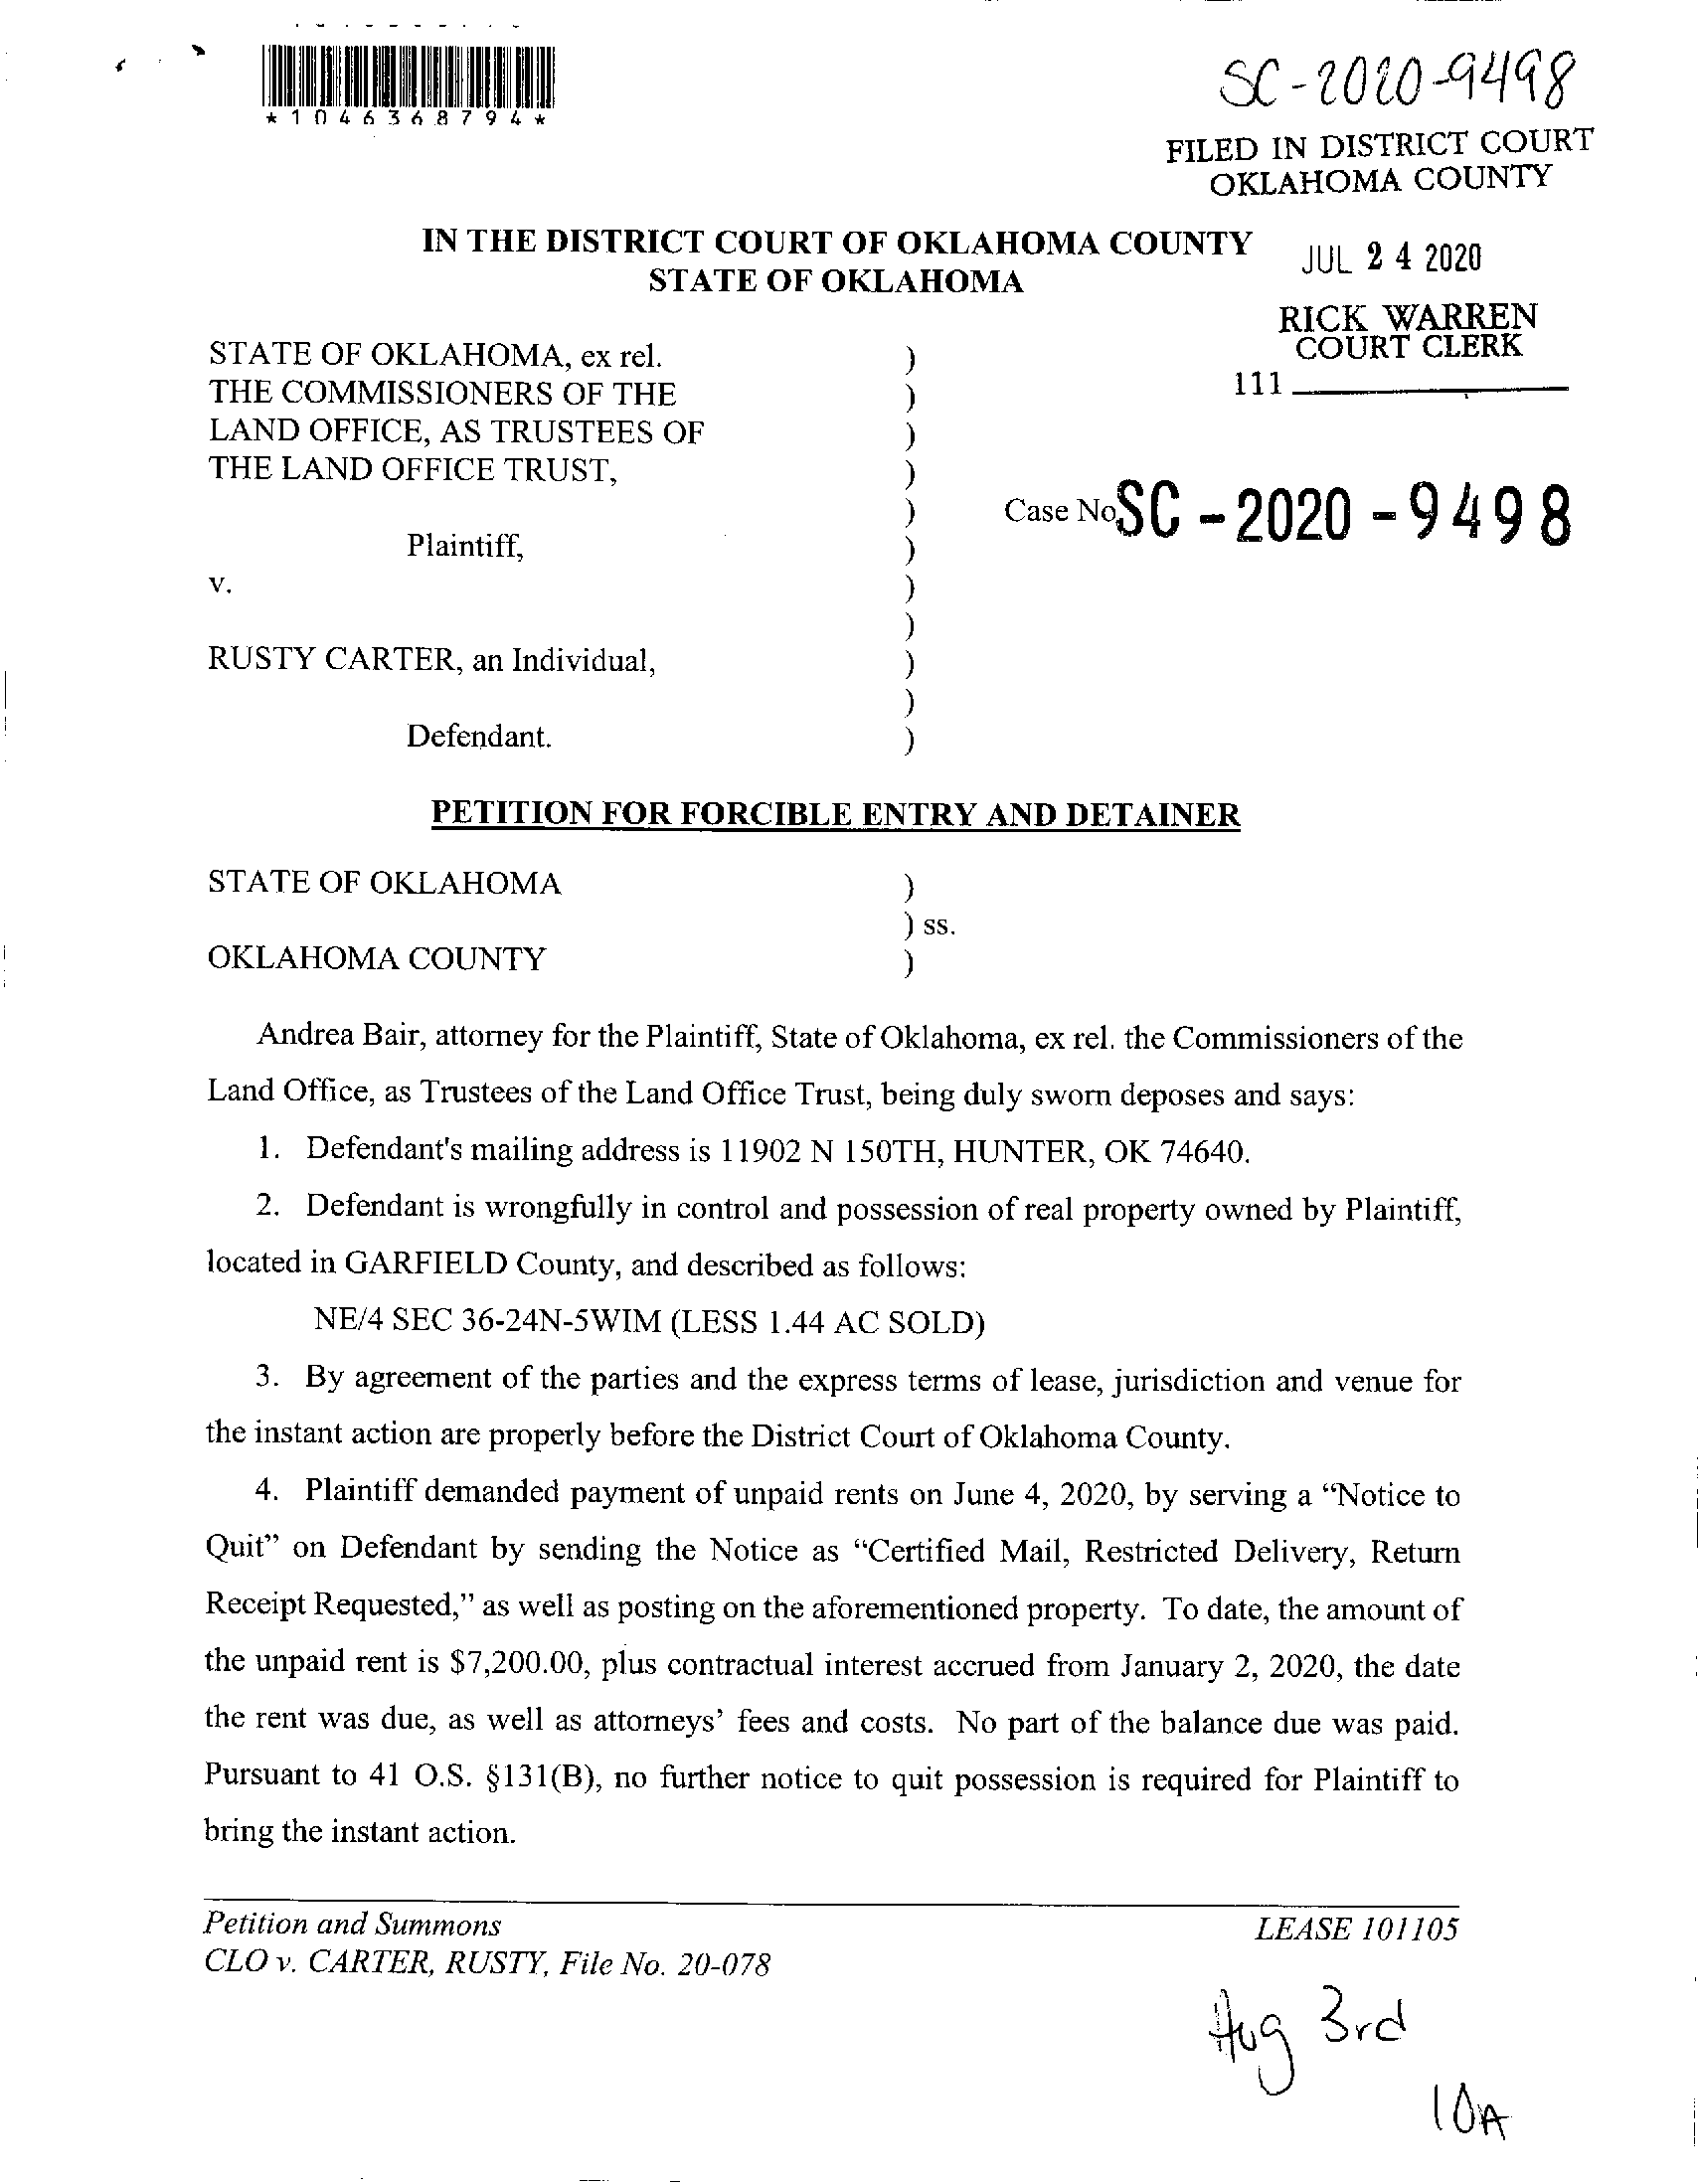 *1046368794*
SC-2020-9498
FILED IN DISTRICT COURT
OKLAHOMA COUNTY
IN THE DISTRICT COURT OF OKLAHOMA COUNTY
STATE OF OKLAHOMA
JUL 24 2020
RICK WARREN
COURT CLERK
111
STATE OF OKLAHOMA, ex rel. )
THE COMMISSIONERS OF THE )
LAND OFFICE, AS TRUSTEES OF )
THE LAND OFFICE TRUST, )
) Case No SC - 2020 - 9498
Plaintiff, )
v. )
)
RUSTY CARTER, an Individual, )
)
Defendant. )
PETITION FOR FORCIBLE ENTRY AND DETAINER
STATE OF OKLAHOMA )
) ss.
OKLAHOMA COUNTY )
Andrea Bair, attorney for the Plaintiff, State of Oklahoma, ex rel. the Commissioners of the
Land Office, as Trustees of the Land Office Trust, being duly sworn deposes and says:
1. Defendant's mailing address is 11902 N 150TH, HUNTER, OK 74640.
2. Defendant is wrongfully in control and possession of real property owned by Plaintiff,
located in GARFIELD County, and described as follows:
NE/4 SEC 36-24N-5WIM (LESS 1.44 AC SOLD)
3. By agreement of the parties and the express terms of lease, jurisdiction and venue for
the instant action are properly before the District Court of Oklahoma County.
4. Plaintiff demanded payment of unpaid rents on June 4, 2020, by serving a “Notice to
Quit” on Defendant by sending the Notice as “Certified Mail, Restricted Delivery, Return
Receipt Requested,” as well as posting on the aforementioned property. To date, the amount of
the unpaid rent is $7,200.00, plus contractual interest accrued from January 2, 2020, the date
the rent was due, as well as attorneys’ fees and costs. No part of the balance due was paid.
Pursuant to 41 O.S. §131(B), no further notice to quit possession is required for Plaintiff to
bring the instant action.
Petition and Summons LEASE 101105
CLO v. CARTER, RUSTY, File No. 20-078
Aug 3rd
10A